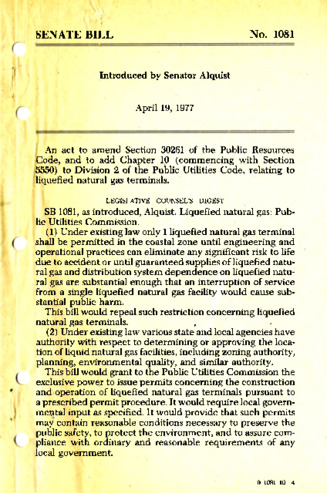 SENATE BILL No. 1081
Introduced by Senator Alquist
April 19, 1977
An act to amend Section 30261 of the Public Resources
Code, and to add Chapter 10 (commencing with Section
5550) to Division 2 of the Public Utilities Code, relating to
liquefied natural gas terminals.
LEGISLATIVE COUNSEL'S DIGEST
SB 1081, as introduced, Alquist. Liquefied natural gas: Pub-
lic Utilities Commission.
(1) Under existing law only 1 liquefied natural gas terminal
shall be permitted in the coastal zone until engineering and
operational practices can eliminate any significant risk to life
due to accident or until guaranteed supplies of liquefied natu-
ral gas and distribution system dependence on liquefied natu-
ral gas are substantial enough that an interruption of service
from a single liquefied natural gas facility would cause sub-
stantial public harm.
This bill would repeal such restriction concerning liquefied
natural gas terminals.
(2) Under existing law various state and local agencies have
authority with respect to determining or approving the loca-
tion of liquid natural gas facilities, including zoning authority,
planning, environmental quality, and similar authority.
This bill would grant to the Public Utilities Commission the
exclusive power to issue permits concerning the construction
and operation of liquefied natural gas terminals pursuant to
a prescribed permit procedure. It would require local govern-
mental input as specified. It would provide that such permits
may contain reasonable conditions necessary to preserve the
public safety, to protect the environment, and to assure com-
pliance with ordinary and reasonable requirements of any
local government.